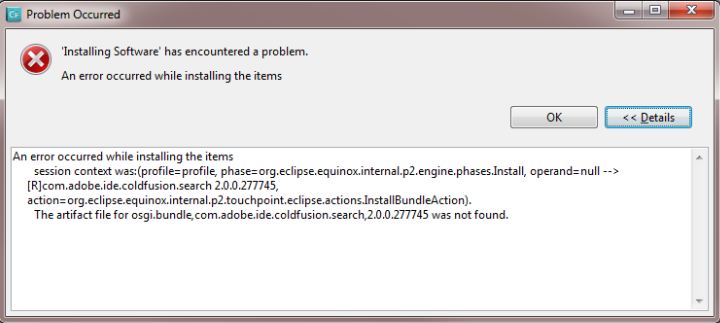 Cf Problem Occurred
'Installing Software' has encountered a problem.
An error occurred while installing the items
OK
<< Details
An error occurred while installing the items
session context was:(profile=profile, phase=org.eclipse.equinox.internal.p2.engine.phases.Install, operand=null -->
[R]com.adobe.ide.coldfusion.search 2.0.0.277745,
action=org.eclipse.equinox.internal.p2.touchpoint.eclipse.actions.InstallBundleAction).
The artifact file for osgi.bundle,com.adobe.ide.coldfusion.search,2.0.0.277745 was not found.